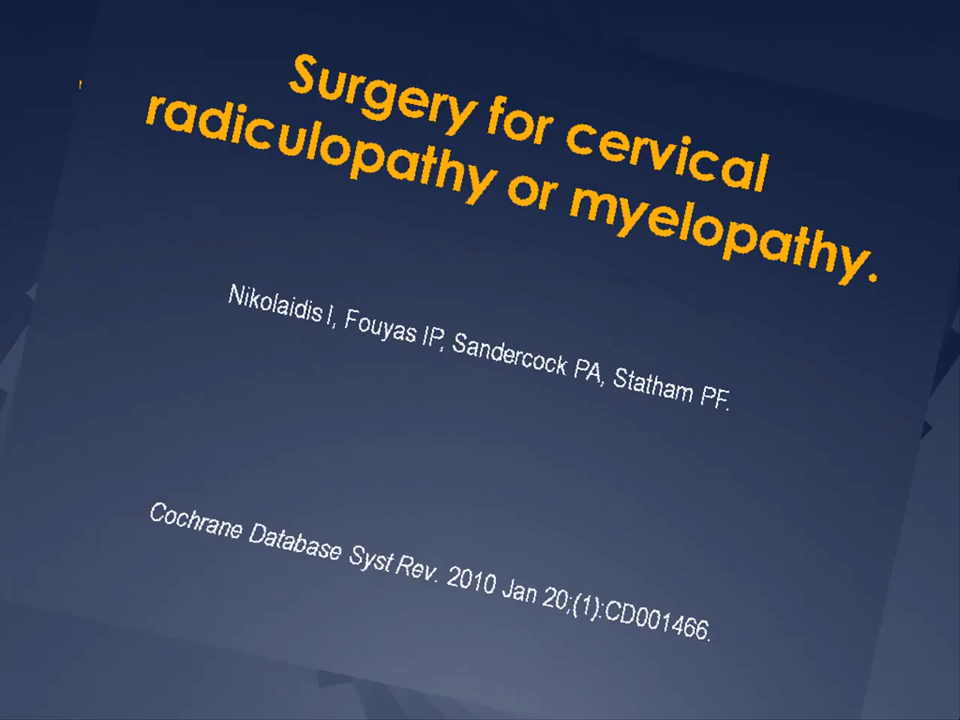 Surgery for cervical
radiculopathy or myelopathy.
Nikolaidis I, Fouyas IP, Sandercock PA, Statham PF.
Cochrane Database Syst Rev. 2010 Jan 20;(1):CD001466.